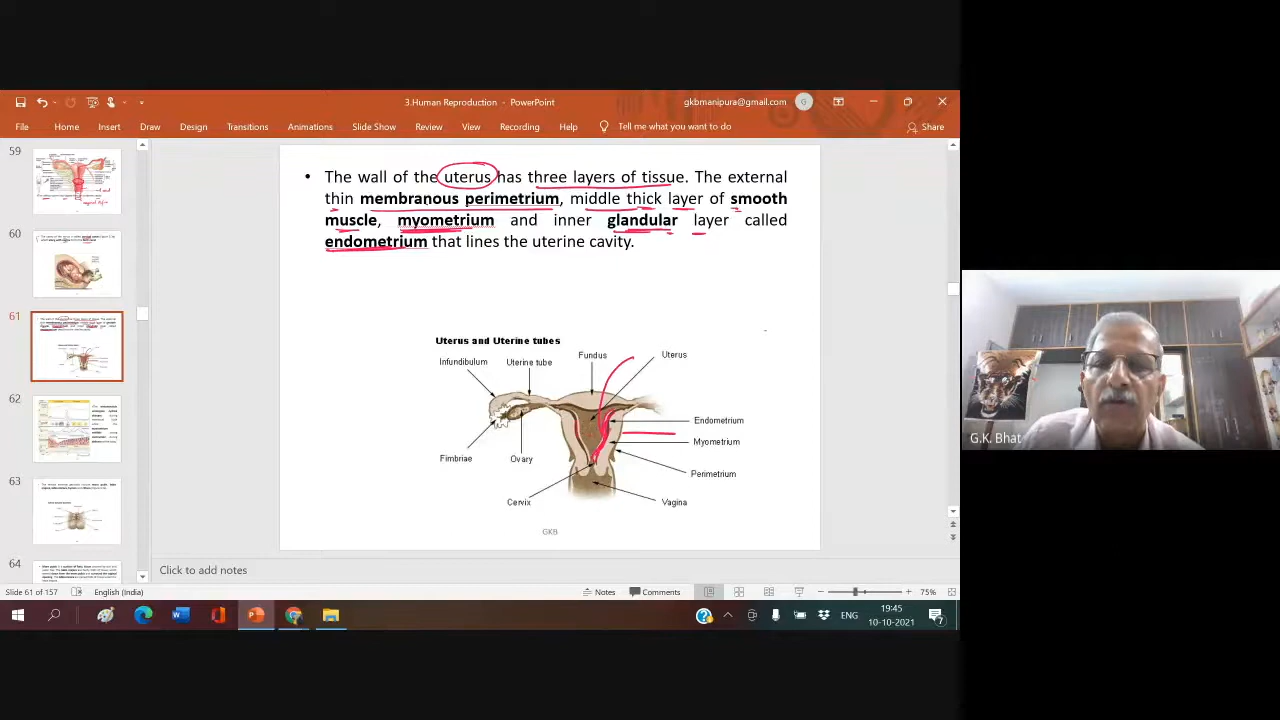 3.Human Reproduction - PowerPoint
gkbmanipura@gmail.com G
File Home Insert Draw Design Transitions Animations Slide Show Review View Recording Help Tell me what you want to do Share
59
60
61
62
63
64
• The wall of the uterus has three layers of tissue. The external
thin membranous perimetrium, middle thick layer of smooth
muscle, myometrium and inner glandular layer called
endometrium that lines the uterine cavity.
Uterus and Uterine tubes
Infundibulum Uterine tube Fundus Uterus
Endometrium
Myometrium
Fimbriae Ovary
Perimetrium
Cervix Vagina
GKB
Click to add notes
Slide 61 of 157 English (India) Notes Comments 75%
ENG 19:45
10-10-2021 7
G.K. Bhat